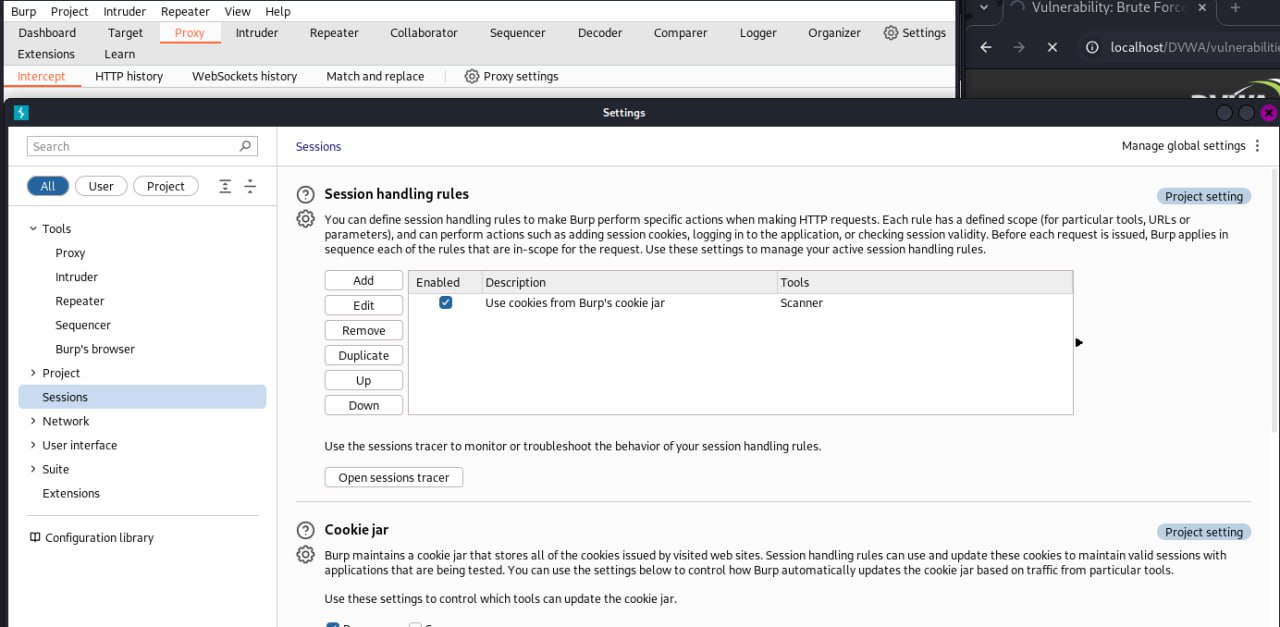 Burp Project Intruder Repeater View Help
Vulnerability: Brute Force
Dashboard Target Proxy Intruder Repeater Collaborator Sequencer Decoder Comparer Logger Organizer Settings
localhost/DVWA/vulnerabilitie
Extensions Learn
Intercept HTTP history WebSockets history Match and replace Proxy settings
Settings
Search
Sessions
Manage global settings
All User Project
Tools
Proxy
Intruder
Repeater
Sequencer
Burp's browser
Project
Sessions
Network
User interface
Suite
Extensions
Configuration library
Session handling rules
Project setting
You can define session handling rules to make Burp perform specific actions when making HTTP requests. Each rule has a defined scope (for particular tools, URLs or
parameters), and can perform actions such as adding session cookies, logging in to the application, or checking session validity. Before each request is issued, Burp applies in
sequence each of the rules that are in-scope for the request. Use these settings to manage your active session handling rules.
Add
Edit
Remove
Duplicate
Up
Down
Enabled Description Tools
Use cookies from Burp's cookie jar Scanner
Use the sessions tracer to monitor or troubleshoot the behavior of your session handling rules.
Open sessions tracer
Cookie jar
Project setting
Burp maintains a cookie jar that stores all of the cookies issued by visited web sites. Session handling rules can use and update these cookies to maintain valid sessions with
applications that are being tested. You can use the settings below to control how Burp automatically updates the cookie jar based on traffic from particular tools.
Use these settings to control which tools can update the cookie jar.